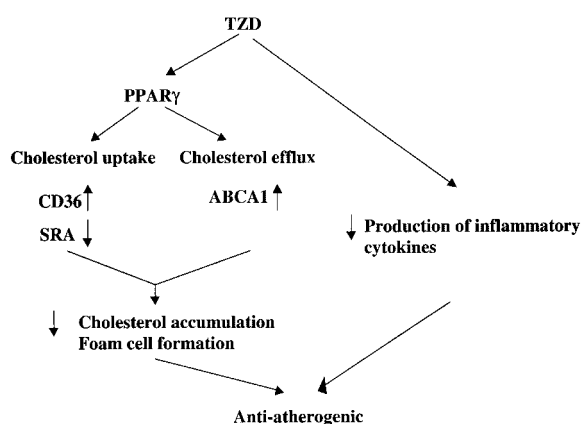 TZD
PPARγ
Cholesterol uptake
Cholesterol efflux
CD36
SRA
ABCA1
Production of inflammatory
cytokines
Cholesterol accumulation
Foam cell formation
Anti-atherogenic